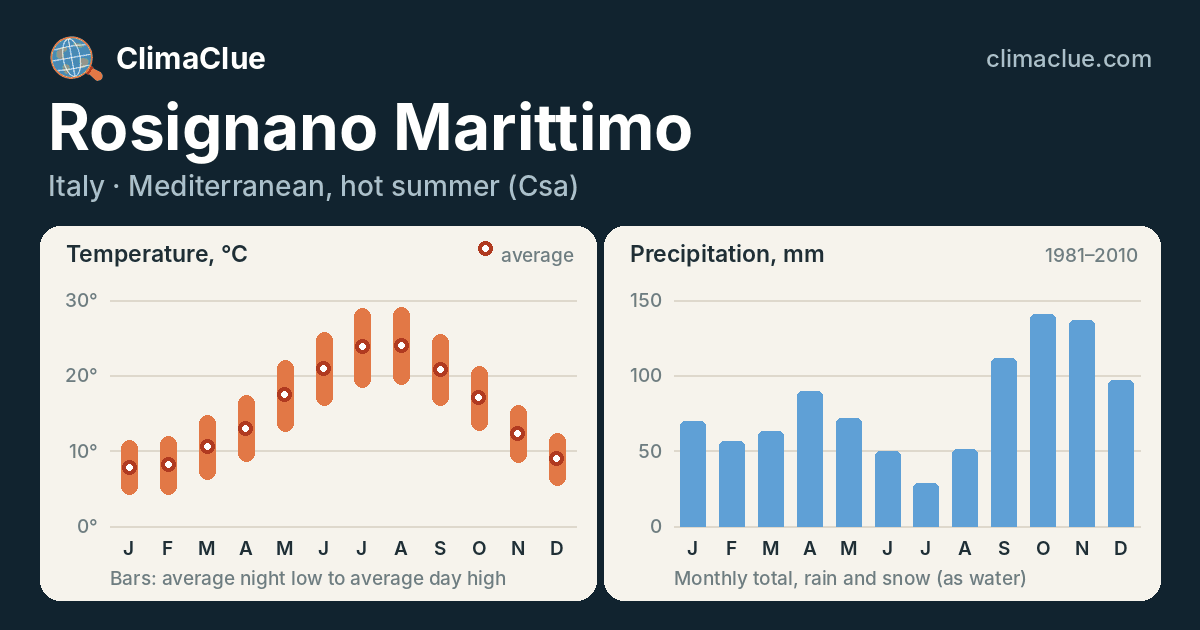 ClimaClue
climaclue.com
Rosignano Marittimo
Italy · Mediterranean, hot summer (Csa)
Temperature, °C
average
30°
20°
10°
0°
J F M A M J J A S O N D
Bars: average night low to average day high
Precipitation, mm
1981–2010
150
100
50
0
J F M A M J J A S O N D
Monthly total, rain and snow (as water)